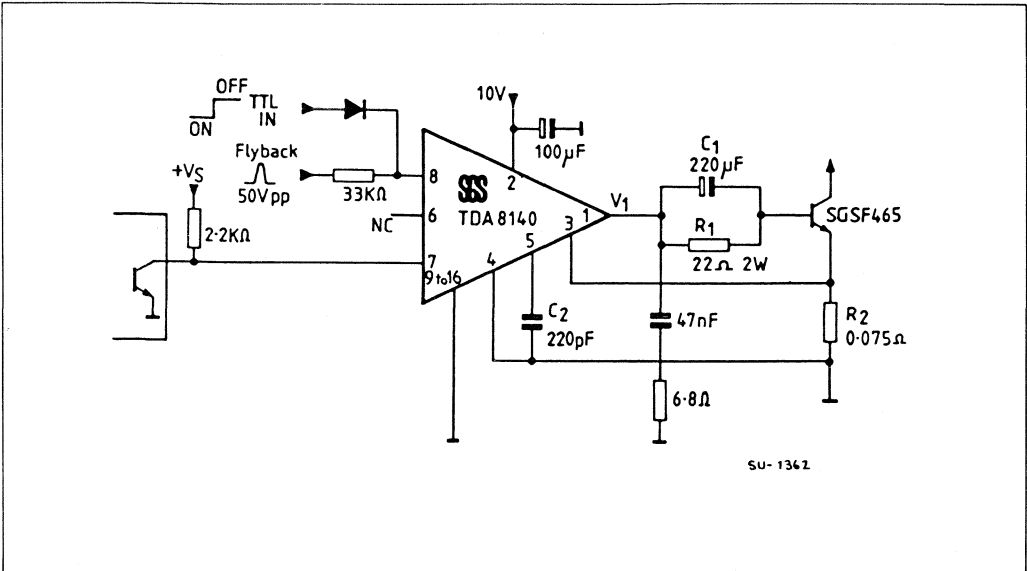 OFF
TTL
IN
ON
Flyback
50Vpp
33KΩ
+VS
2·2KΩ
NC
8
6
7
9to16
SGS
TDA8140
10V
100µF
2
1
3
5
4
V1
C1
220µF
R1
22Ω 2W
SGSF465
C2
220pF
47nF
6·8Ω
R2
0·075Ω
SU-1362